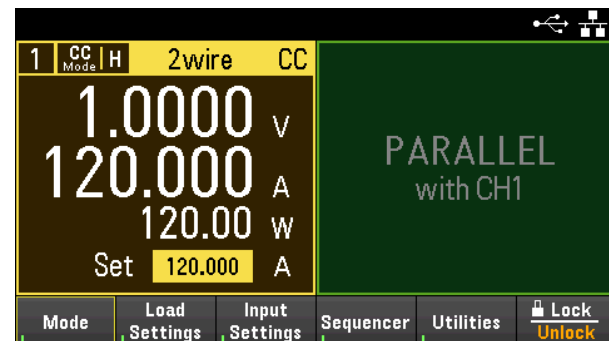 1 CC Mode H 2wire CC
1.0000 V
120.000 A
120.00 W
Set 120.000 A
PARALLEL
with CH1
Mode
Load Settings
Input Settings
Sequencer
Utilities
Lock
Unlock